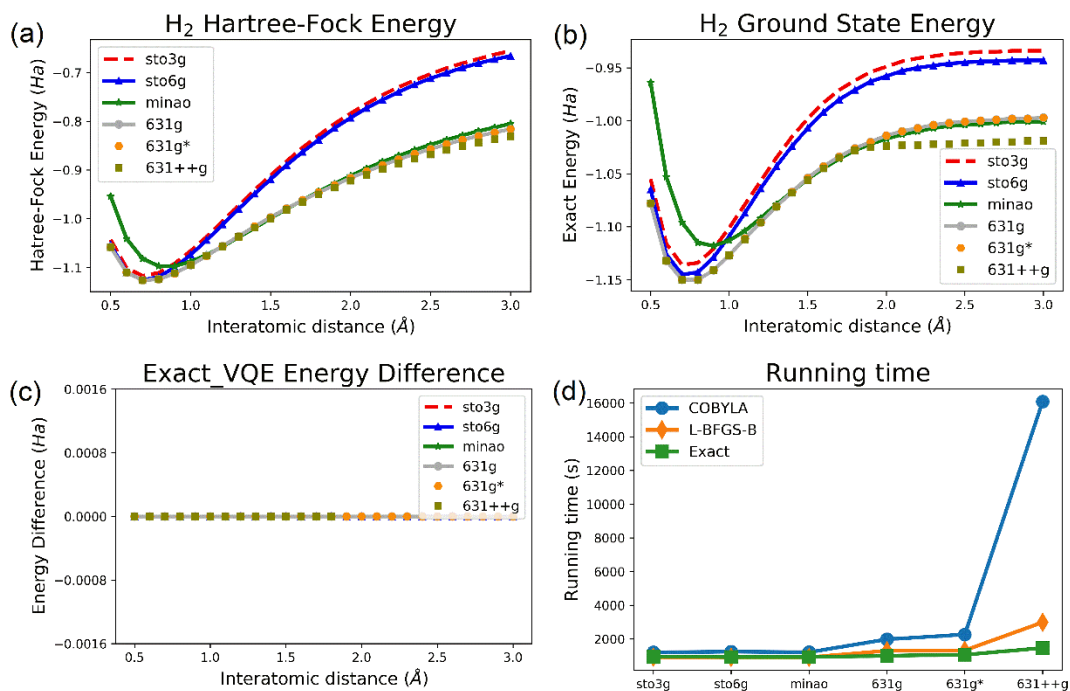 (a)
H₂ Hartree-Fock Energy
Hatree-Fock Energy (Ha)
−0.7
−0.8
−0.9
−1.0
−1.1
sto3g
sto6g
minao
631g
631g*
631++g
0.5
1.0
1.5
2.0
2.5
3.0
Interatomic distance (Å)
(b)
H₂ Ground State Energy
Exact Energy (Ha)
−0.95
−1.00
−1.05
−1.10
−1.15
sto3g
sto6g
minao
631g
631g*
631++g
0.5
1.0
1.5
2.0
2.5
3.0
Interatomic distance (Å)
(c)
Exact_VQE Energy Difference
Energy Difference (Ha)
0.0016
0.0008
0.0000
−0.0008
−0.0016
sto3g
sto6g
minao
631g
631g*
631++g
0.5
1.0
1.5
2.0
2.5
3.0
Interatomic distance (Å)
(d)
Running time
Running time (s)
16000
14000
12000
10000
8000
6000
4000
2000
COBYLA
L-BFGS-B
Exact
sto3g
sto6g
minao
631g
631g*
631++g